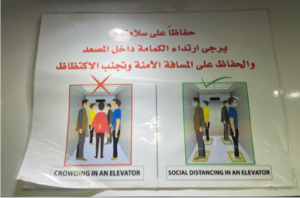 حفاظاً على
يرجى ارتداء الكمامة داخل المصعد
والحفاظ على المسافة الآمنة وتجنب الاكتظاظ
CROWDING IN AN ELEVATOR
SOCIAL DISTANCING IN AN ELEVATOR